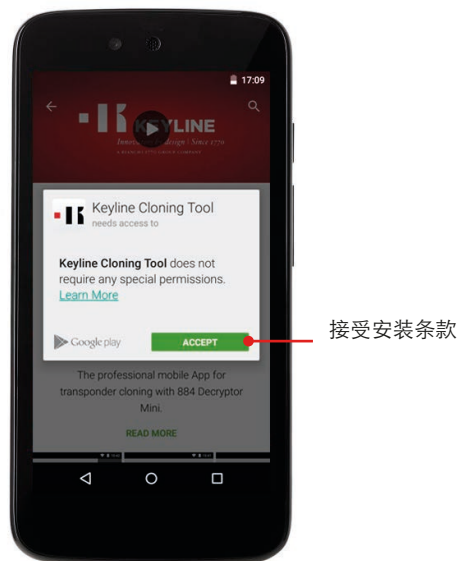 17:09
KEYLINE
Keyline Cloning Tool
needs access to
Keyline Cloning Tool does not
require any special permissions.
Learn More
Google play
ACCEPT
接受安装条款
The professional mobile App for
transponder cloning with 884 Decryptor
Mini.
READ MORE